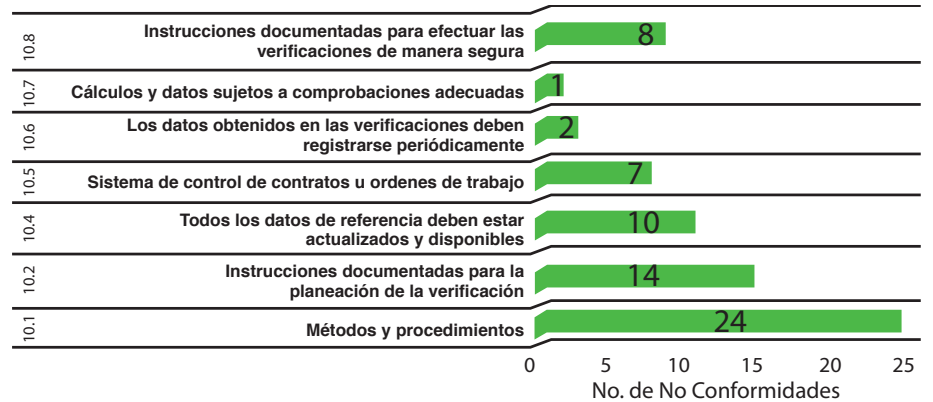 10.8
Instrucciones documentadas para efectuar las
verificaciones de manera segura
8
10.7
Cálculos y datos sujetos a comprobaciones adecuadas
1
10.6
Los datos obtenidos en las verificaciones deben
registrarse periódicamente
2
10.5
Sistema de control de contratos u ordenes de trabajo
7
10.4
Todos los datos de referencia deben estar
actualizados y disponibles
10
10.2
Instrucciones documentadas para la
planeación de la verificación
14
10.1
Métodos y procedimientos
24
0 5 10 15 20 25
No. de No Conformidades